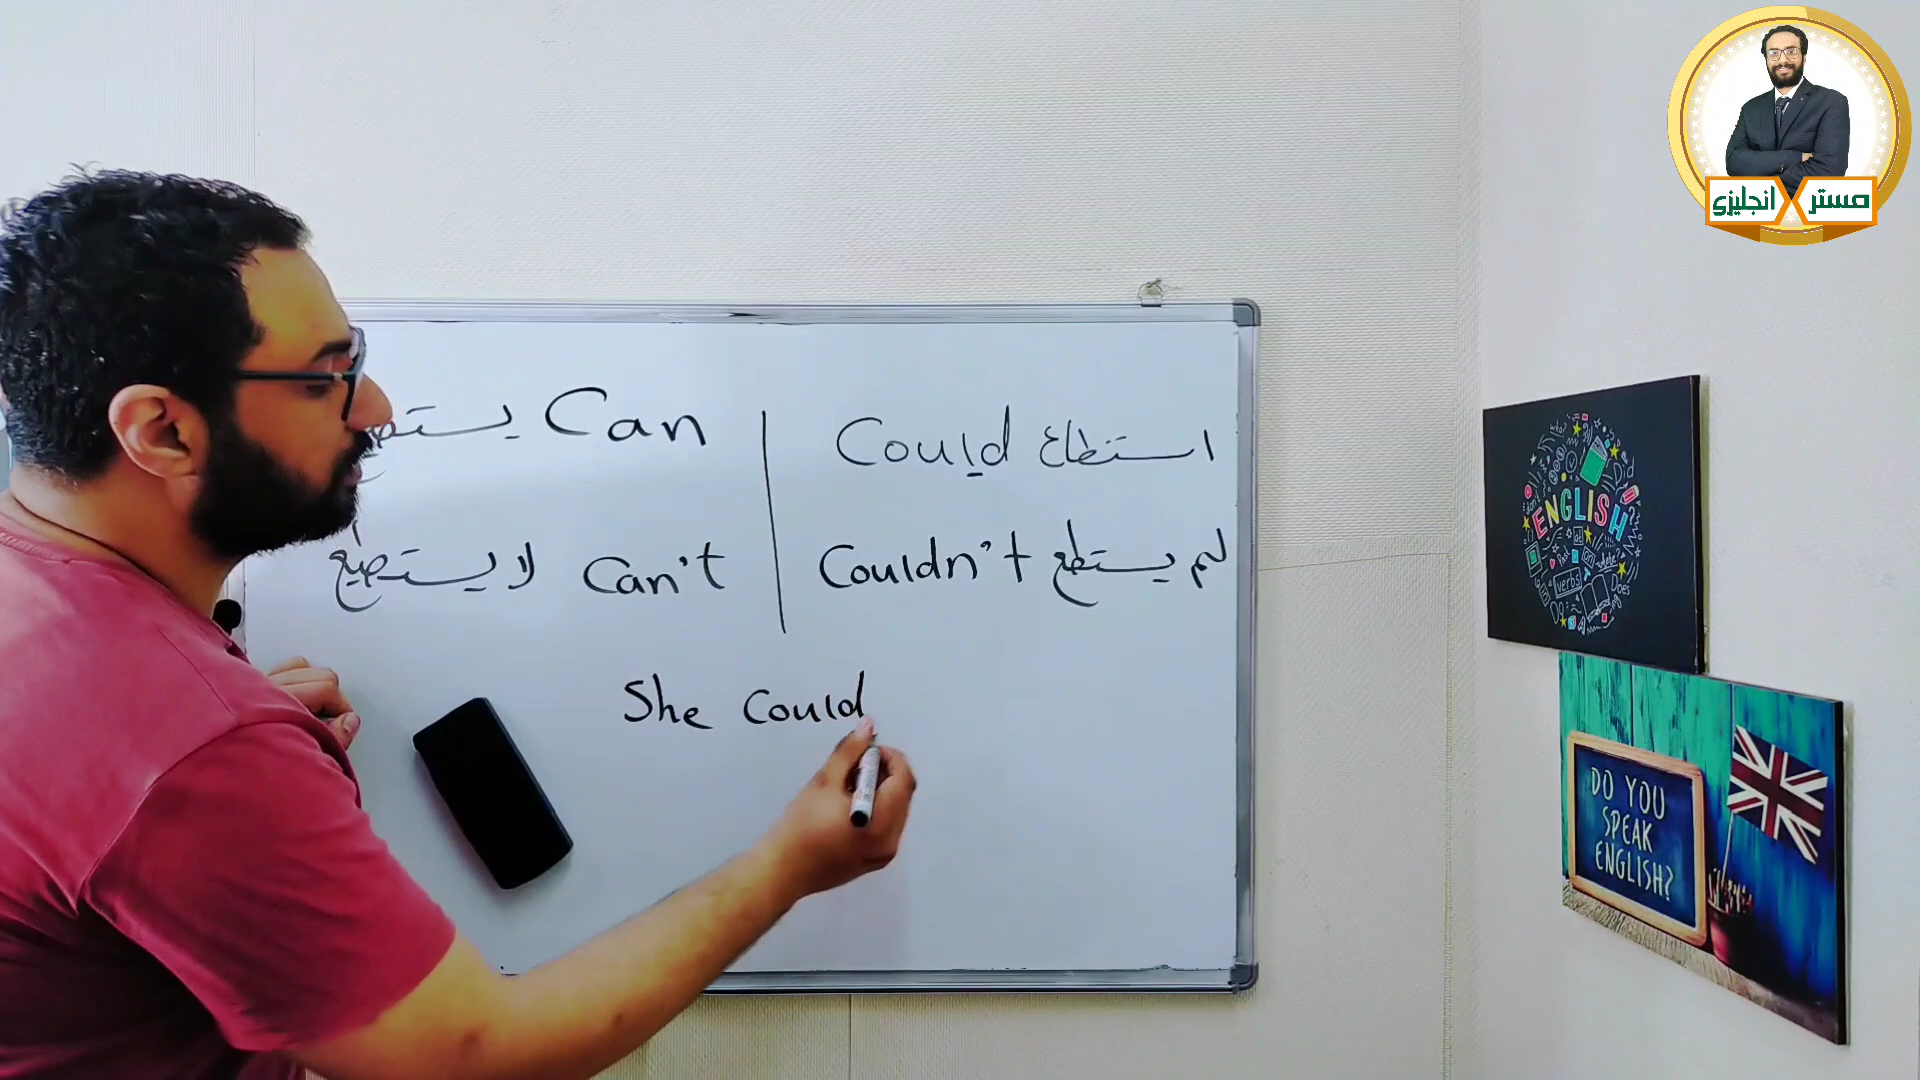 مستر X انجليزي
Can
Could استطاع
لا يستطيع Can't
Couldn't لم يستطع
She Could
ENGLISH
verbs
Does
DO YOU
SPEAK
ENGLISH?